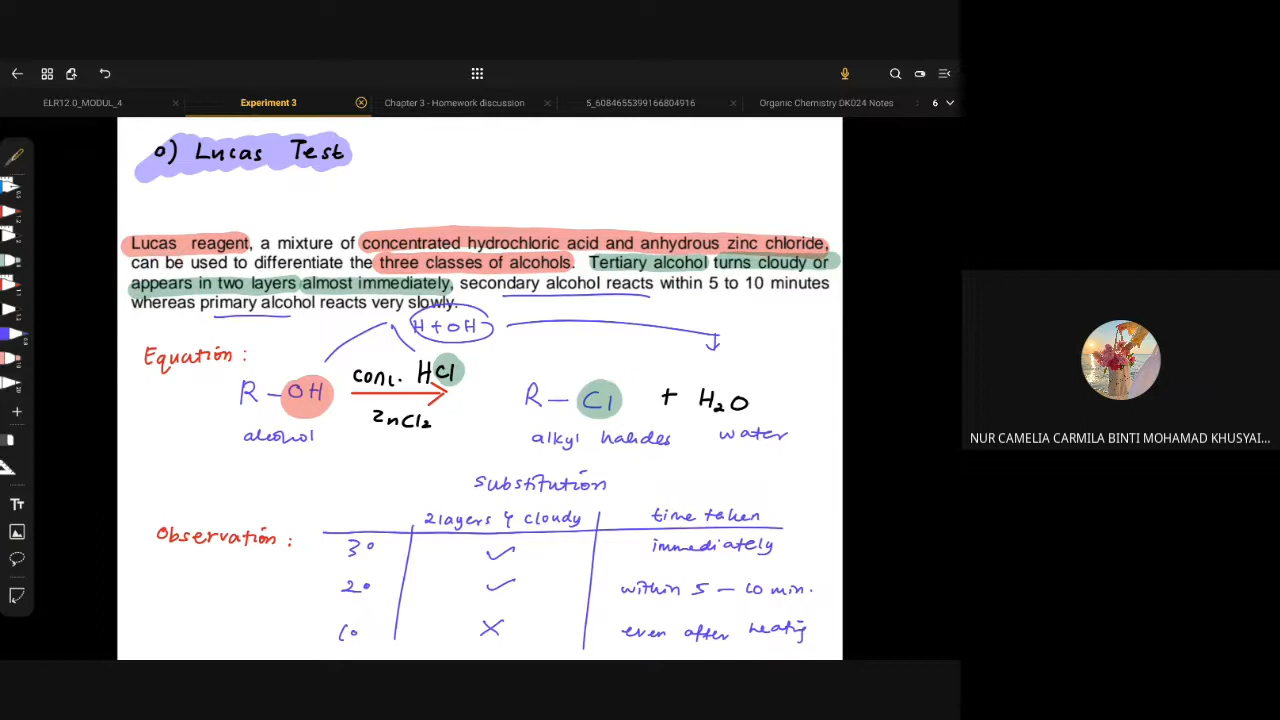 ELR12.0_MODUL_4
Experiment 3
Chapter 3 - Homework discussion
5_6084655399166804916
Organic Chemistry DK024 Notes
6
o) Lucas Test
Lucas reagent, a mixture of concentrated hydrochloric acid and anhydrous zinc chloride,
can be used to differentiate the three classes of alcohols. Tertiary alcohol turns cloudy or
appears in two layers almost immediately, secondary alcohol reacts within 5 to 10 minutes
whereas primary alcohol reacts very slowly.
H + OH
Equation :
R - OH conc. HCl R - Cl + H2O
ZnCl2
alcohol alkyl halides water
substitution
2 layers & cloudy time taken
Observation :
3° ✓ immediately
2° ✓ within 5 - 10 min.
1° X even after heating
Tt
NUR CAMELIA CARMILA BINTI MOHAMAD KHUSYAI...